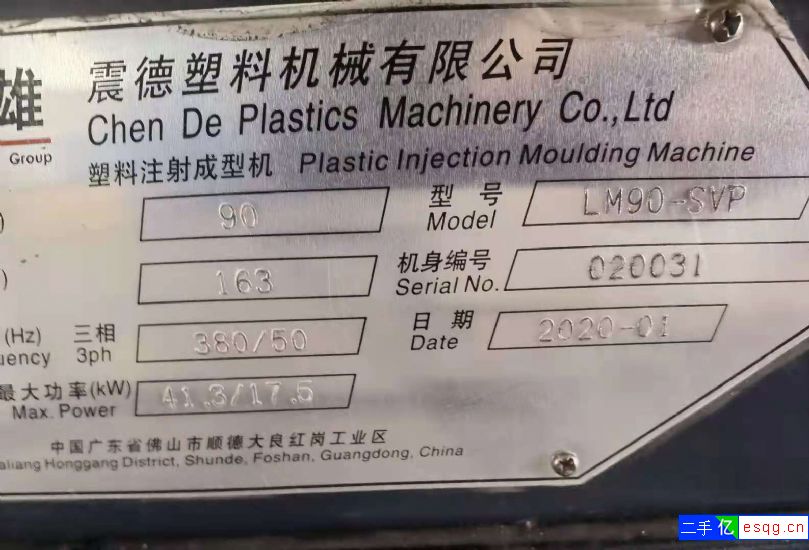 雄
Group
震德塑料机械有限公司
Chen De Plastics Machinery Co.,Ltd
塑料注射成型机 Plastic Injection Moulding Machine
) 90
型号 Model LM90-SVP
) 163
机身编号 Serial No. 020031
(Hz) 三相
uency 3ph 380/50
日期 Date 2020-01
最大功率(kW)
Max. Power 41.3/17.5
中国广东省佛山市顺德大良红岗工业区
aliang Honggang District, Shunde, Foshan, Guangdong, China
二手亿 esqg.cn